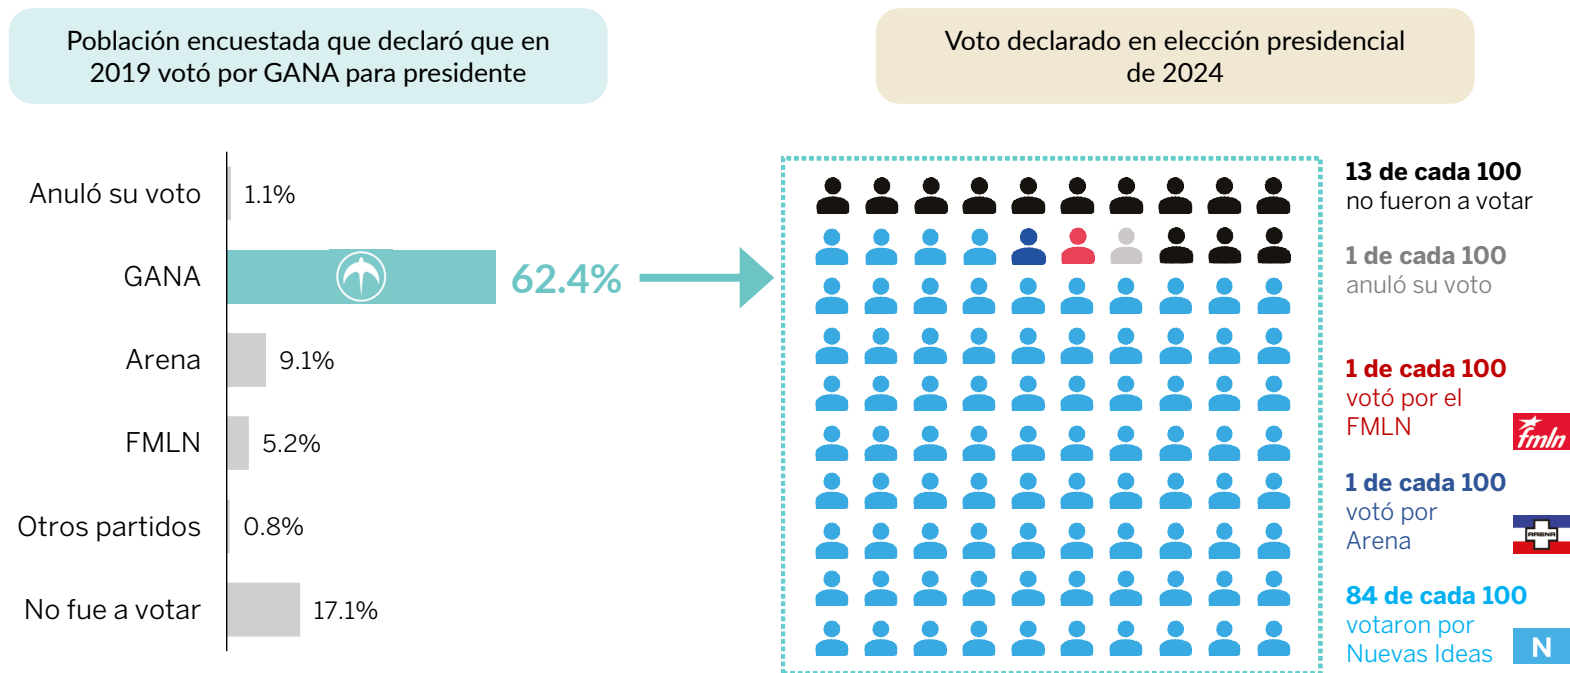 Población encuestada que declaró que en
2019 votó por GANA para presidente
Voto declarado en elección presidencial
de 2024
Anuló su voto
1.1%
GANA
62.4%
Arena
9.1%
FMLN
5.2%
Otros partidos
0.8%
No fue a votar
17.1%
13 de cada 100
no fueron a votar
1 de cada 100
anuló su voto
1 de cada 100
votó por el
FMLN
fmln
1 de cada 100
votó por
Arena
ARENA
84 de cada 100
votaron por
Nuevas Ideas
N